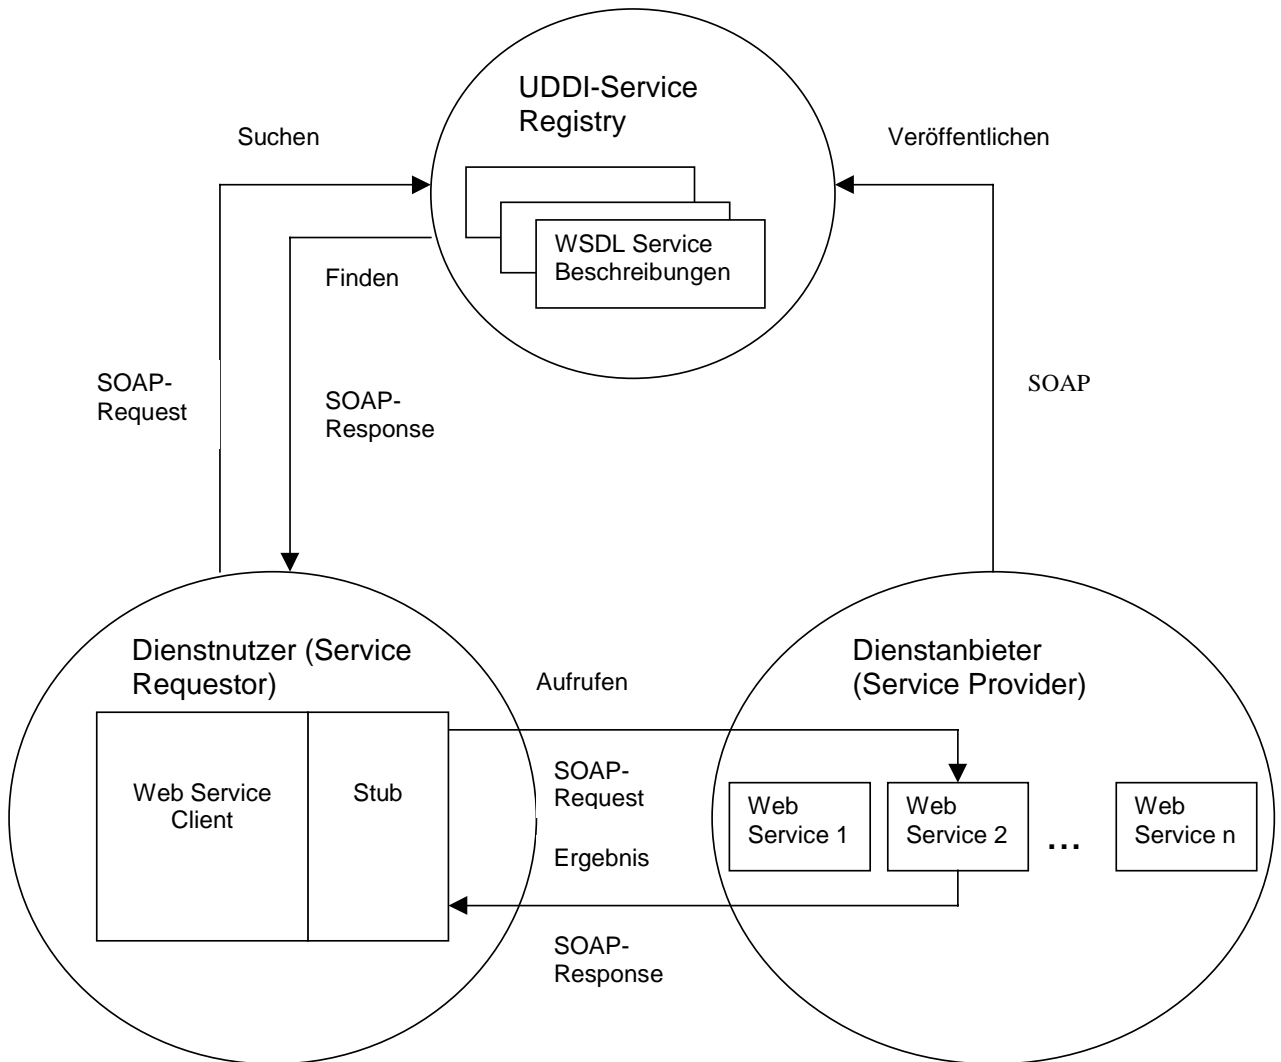 UDDI-Service
Registry
Suchen
Veröffentlichen
WSDL Service
Beschreibungen
Finden
SOAP-
Request
SOAP-
Response
SOAP
Dienstnutzer (Service
Requestor)
Aufrufen
Dienstanbieter
(Service Provider)
Web Service
Client
Stub
SOAP-
Request
Web
Service 1
Web
Service 2
...
Web
Service n
Ergebnis
SOAP-
Response